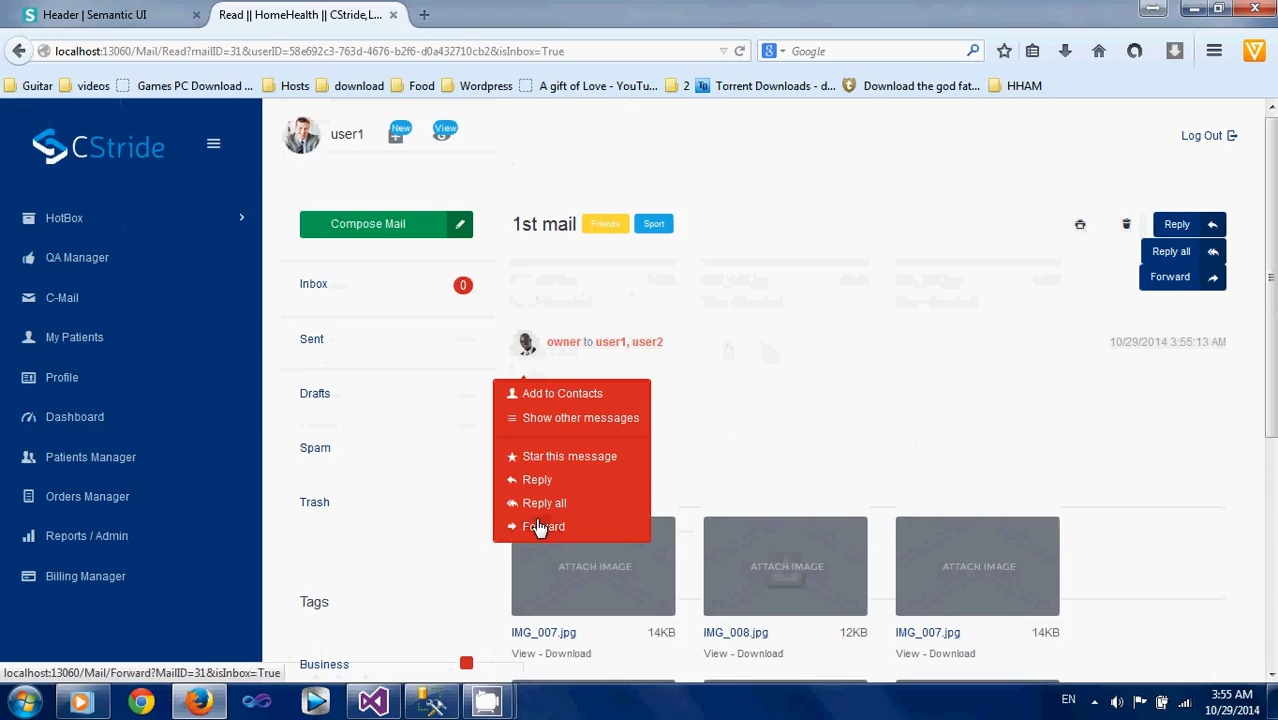 Header | Semantic UI
Read || HomeHealth || CStride,L...
localhost:13060/Mail/Read?mailID=31&userID=58e692c3-763d-4676-b2f6-d0a432710cb2&isInbox=True
Google
Guitar
videos
Games PC Download ...
Hosts
download
Food
Wordpress
A gift of Love - YouTu...
2
Torrent Downloads - d...
Download the god fat...
HHAM
CStride
user1
New
View
Log Out
HotBox
QA Manager
C-Mail
My Patients
Profile
Dashboard
Patients Manager
Orders Manager
Reports / Admin
Billing Manager
Compose Mail
Inbox
0
Sent
Drafts
Spam
Trash
Tags
Business
1st mail
Friends
Sport
Reply
Reply all
Forward
owner to user1, user2
10/29/2014 3:55:13 AM
Add to Contacts
Show other messages
Star this message
Reply
Reply all
Forward
ATTACH IMAGE
ATTACH IMAGE
ATTACH IMAGE
IMG_007.jpg 14KB
IMG_008.jpg 12KB
IMG_007.jpg 14KB
View - Download
View - Download
View - Download
localhost:13060/Mail/Forward?MailID=31&isInbox=True
EN
3:55 AM
10/29/2014